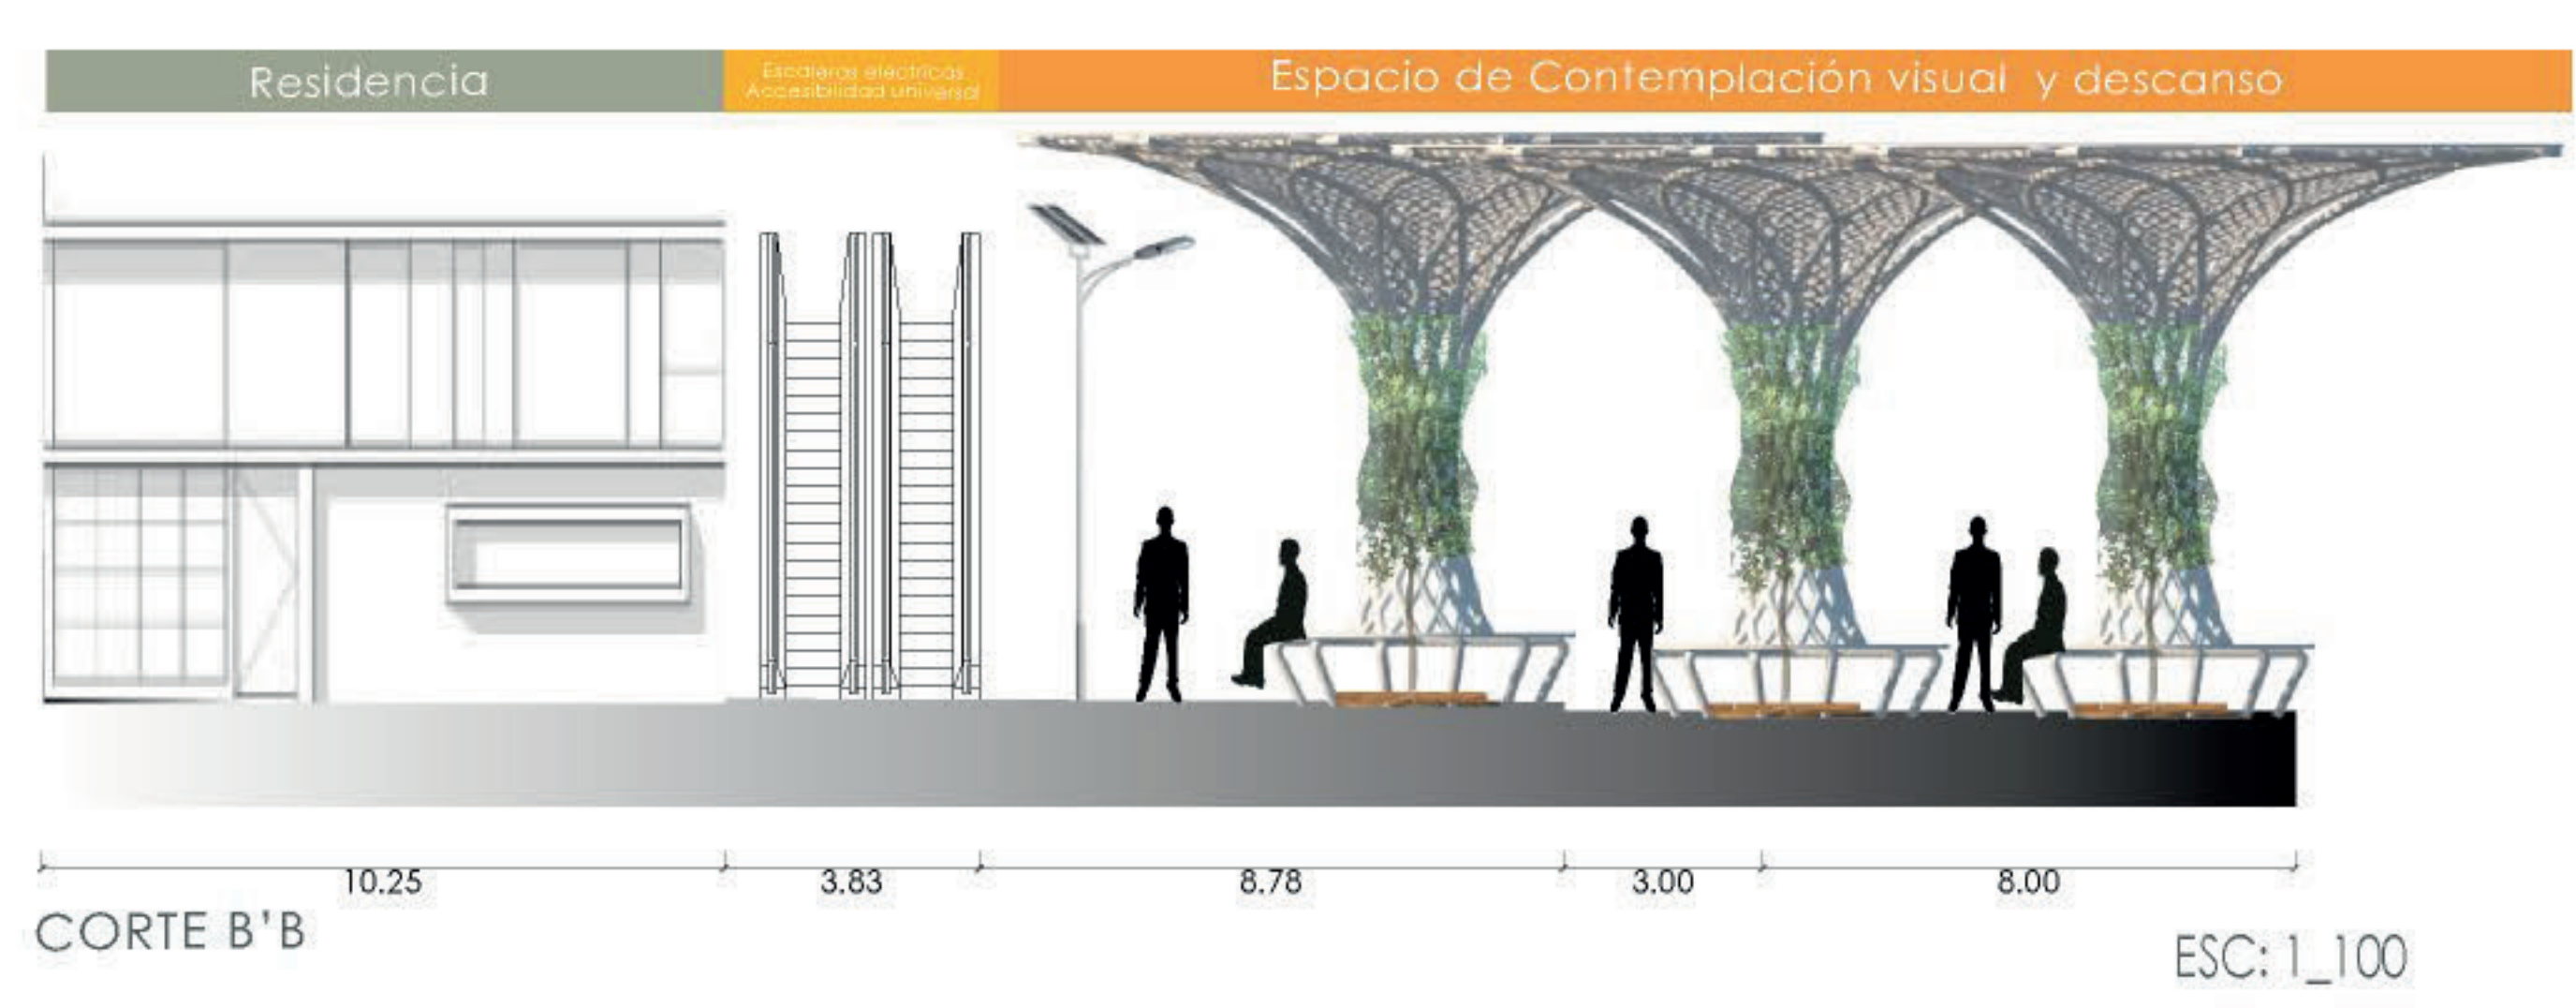 Residencia
Escaleras eléctricas
Accesibilidad universal
Espacio de Contemplación visual y descanso
10.25
3.83
8.78
3.00
8.00
CORTE B'B
ESC: 1_100